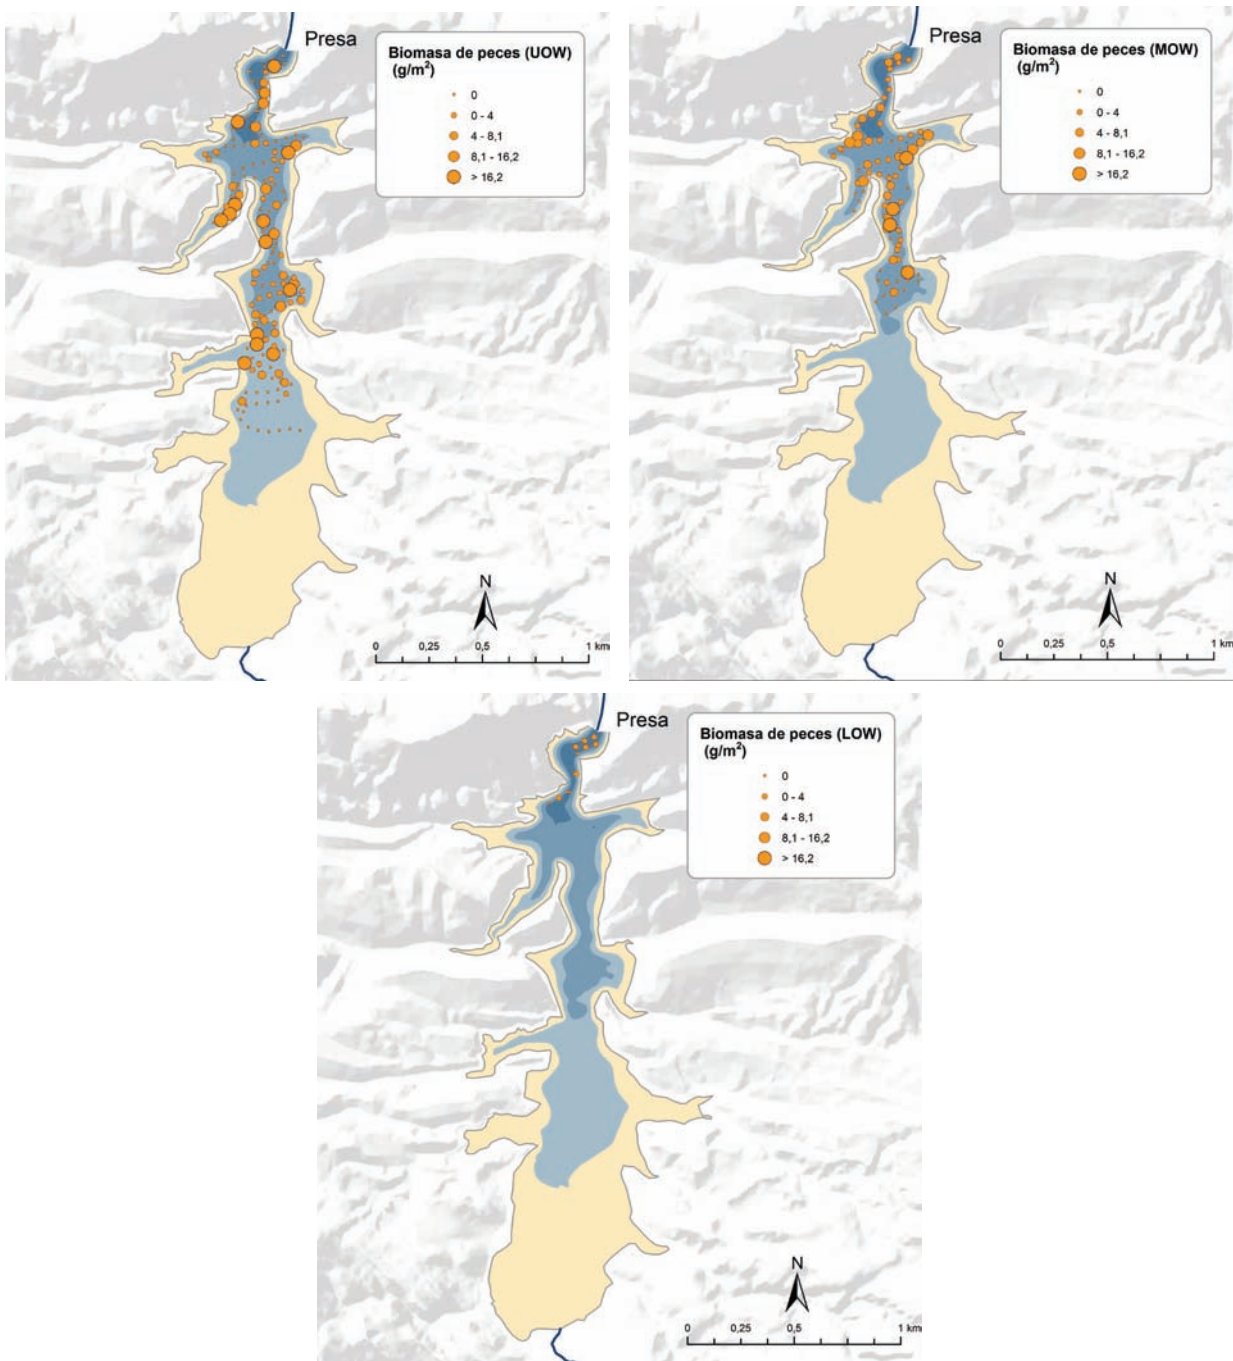 Presa
Biomasa de peces (UOW)
(g/m²)
0
0 - 4
4 - 8,1
8,1 - 16,2
> 16,2
N
0 0,25 0,5 1 km
Presa
Biomasa de peces (MOW)
(g/m²)
0
0 - 4
4 - 8,1
8,1 - 16,2
> 16,2
N
0 0,25 0,5 1 km
Presa
Biomasa de peces (LOW)
(g/m²)
0
0 - 4
4 - 8,1
8,1 - 16,2
> 16,2
N
0 0,25 0,5 1 km